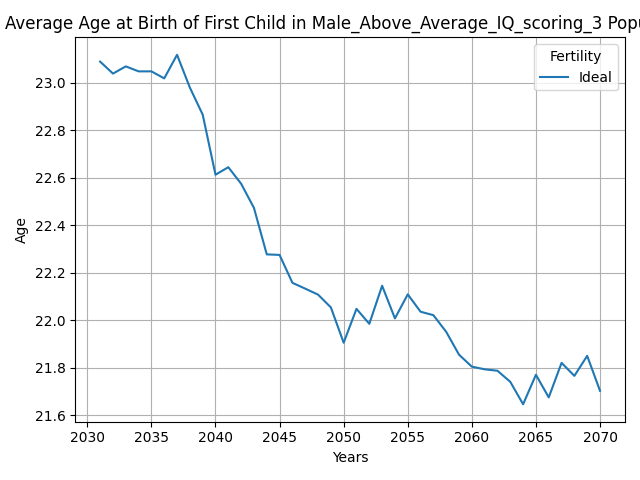 Average Age at Birth of First Child in Male_Above_Average_IQ_scoring_3
Fertility
Ideal
23.0
22.8
22.6
22.4
22.2
22.0
21.8
21.6
Age
2030 2035 2040 2045 2050 2055 2060 2065 2070
Years